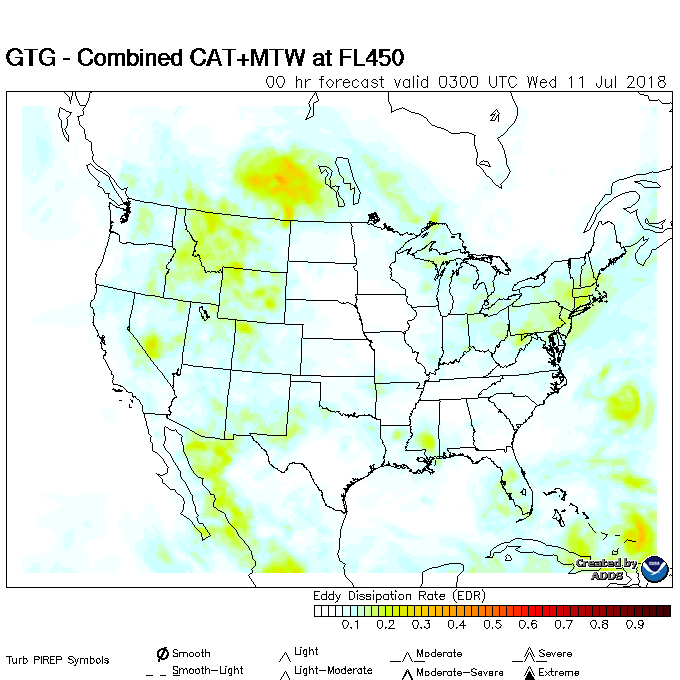 GTG - Combined CAT+MTW at FL450
00 hr forecast valid 0300 UTC Wed 11 Jul 2018
Created by
ADDS
Eddy Dissipation Rate (EDR)
0.1 0.2 0.3 0.4 0.5 0.6 0.7 0.8 0.9
Turb PIREP Symbols
Smooth Light Moderate Severe
Smooth-Light Light-Moderate Moderate-Severe Extreme